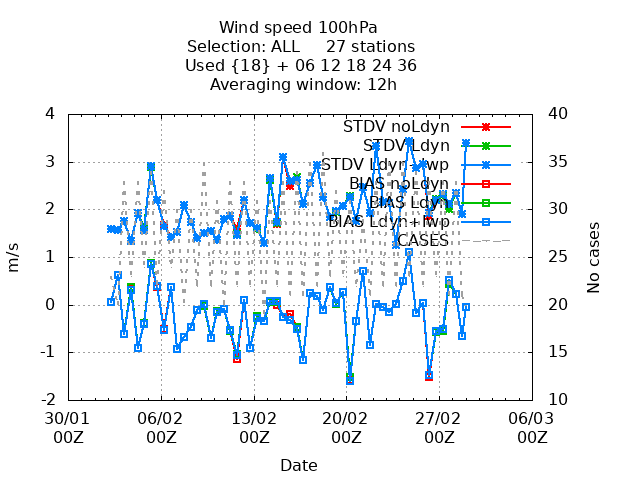 Wind speed 100hPa
Selection: ALL 27 stations
Used {18} + 06 12 18 24 36
Averaging window: 12h
4 40
STDV noLdyn
STDV Ldyn
3 35
STDV Ldyn+lwp
BIAS noLdyn
BIAS Ldyn
2 30
BIAS Ldyn+lwp
CASES
1 25
m/s
No cases
0 20
-1 15
-2 10
30/01 06/02 13/02 20/02 27/02 06/03
00Z 00Z 00Z 00Z 00Z 00Z
Date